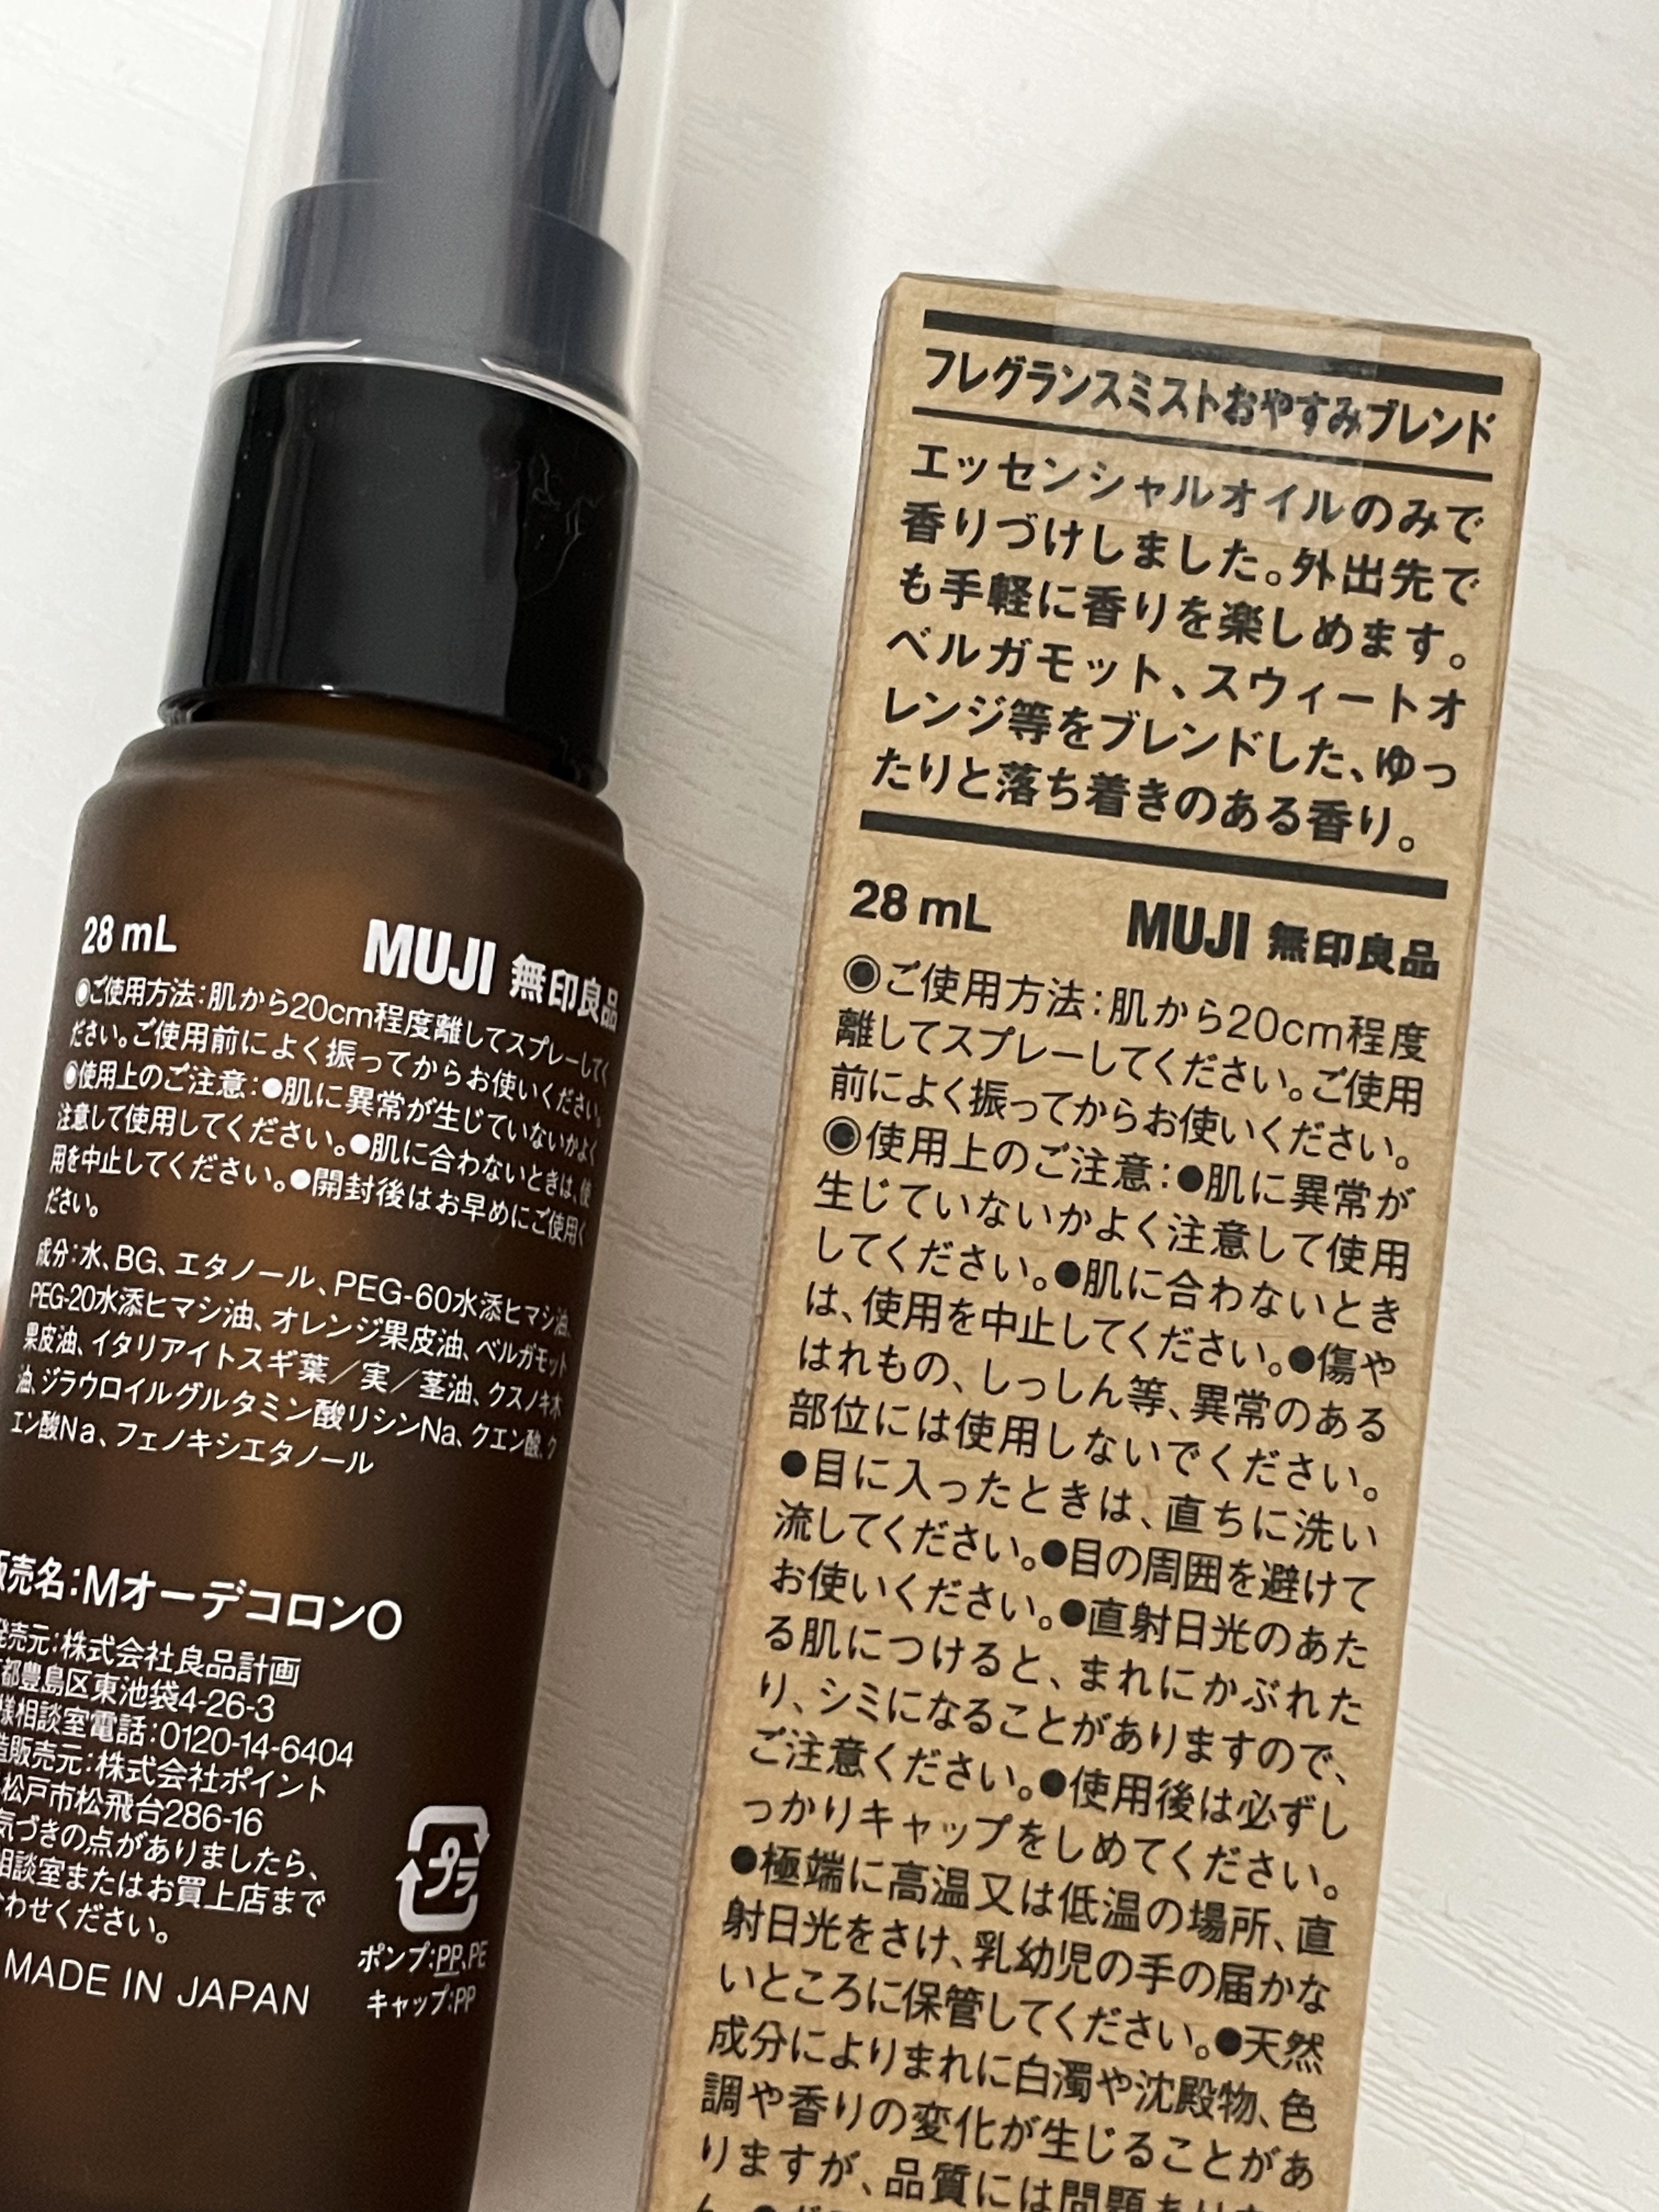 28 mL
MUJI 無印良品
◉ご使用方法：肌から20cm程度離してスプレーしてく
ださい。ご使用前によく振ってからお使いください。
◉使用上のご注意：●肌に異常が生じていないかよく
注意して使用してください。●肌に合わないときは、使
用を中止してください。●開封後はお早めにご使用く
ださい。
成分：水、BG、エタノール、PEG-60水添ヒマシ油、
PEG-20水添ヒマシ油、オレンジ果皮油、ベルガモット
果皮油、イタリアイトスギ葉／実／茎油、クスノキ木
油、ジラウロイルグルタミン酸リシンNa、クエン酸、ク
エン酸Na、フェノキシエタノール
販売名：MオーデコロンO
発売元：株式会社良品計画
都豊島区東池袋4-26-3
様相談室電話：0120-14-6404
造販売元：株式会社ポイント
松戸市松飛台286-16
気づきの点がありましたら、
相談室またはお買上店まで
わせください。
MADE IN JAPAN
プラ
ポンプ：PP、PE
キャップ：PP
フレグランスミストおやすみブレンド
エッセンシャルオイルのみで
香りづけしました。外出先で
も手軽に香りを楽しめます。
ベルガモット、スウィートオ
レンジ等をブレンドした、ゆっ
たりと落ち着きのある香り。
28 mL
MUJI 無印良品
◉ご使用方法：肌から20cm程度
離してスプレーしてください。ご使用
前によく振ってからお使いください。
◉使用上のご注意：●肌に異常が
生じていないかよく注意して使用
してください。●肌に合わないとき
は、使用を中止してください。●傷や
はれもの、しっしん等、異常のある
部位には使用しないでください。
●目に入ったときは、直ちに洗い
流してください。●目の周囲を避けて
お使いください。●直射日光のあた
る肌につけると、まれにかぶれた
り、シミになることがありますので、
ご注意ください。●使用後は必ずし
っかりキャップをしめてください。
●極端に高温又は低温の場所、直
射日光をさけ、乳幼児の手の届かな
いところに保管してください。●天然
成分によりまれに白濁や沈殿物、色
調や香りの変化が生じることがあ
りますが、品質には問題ありま
ん。●